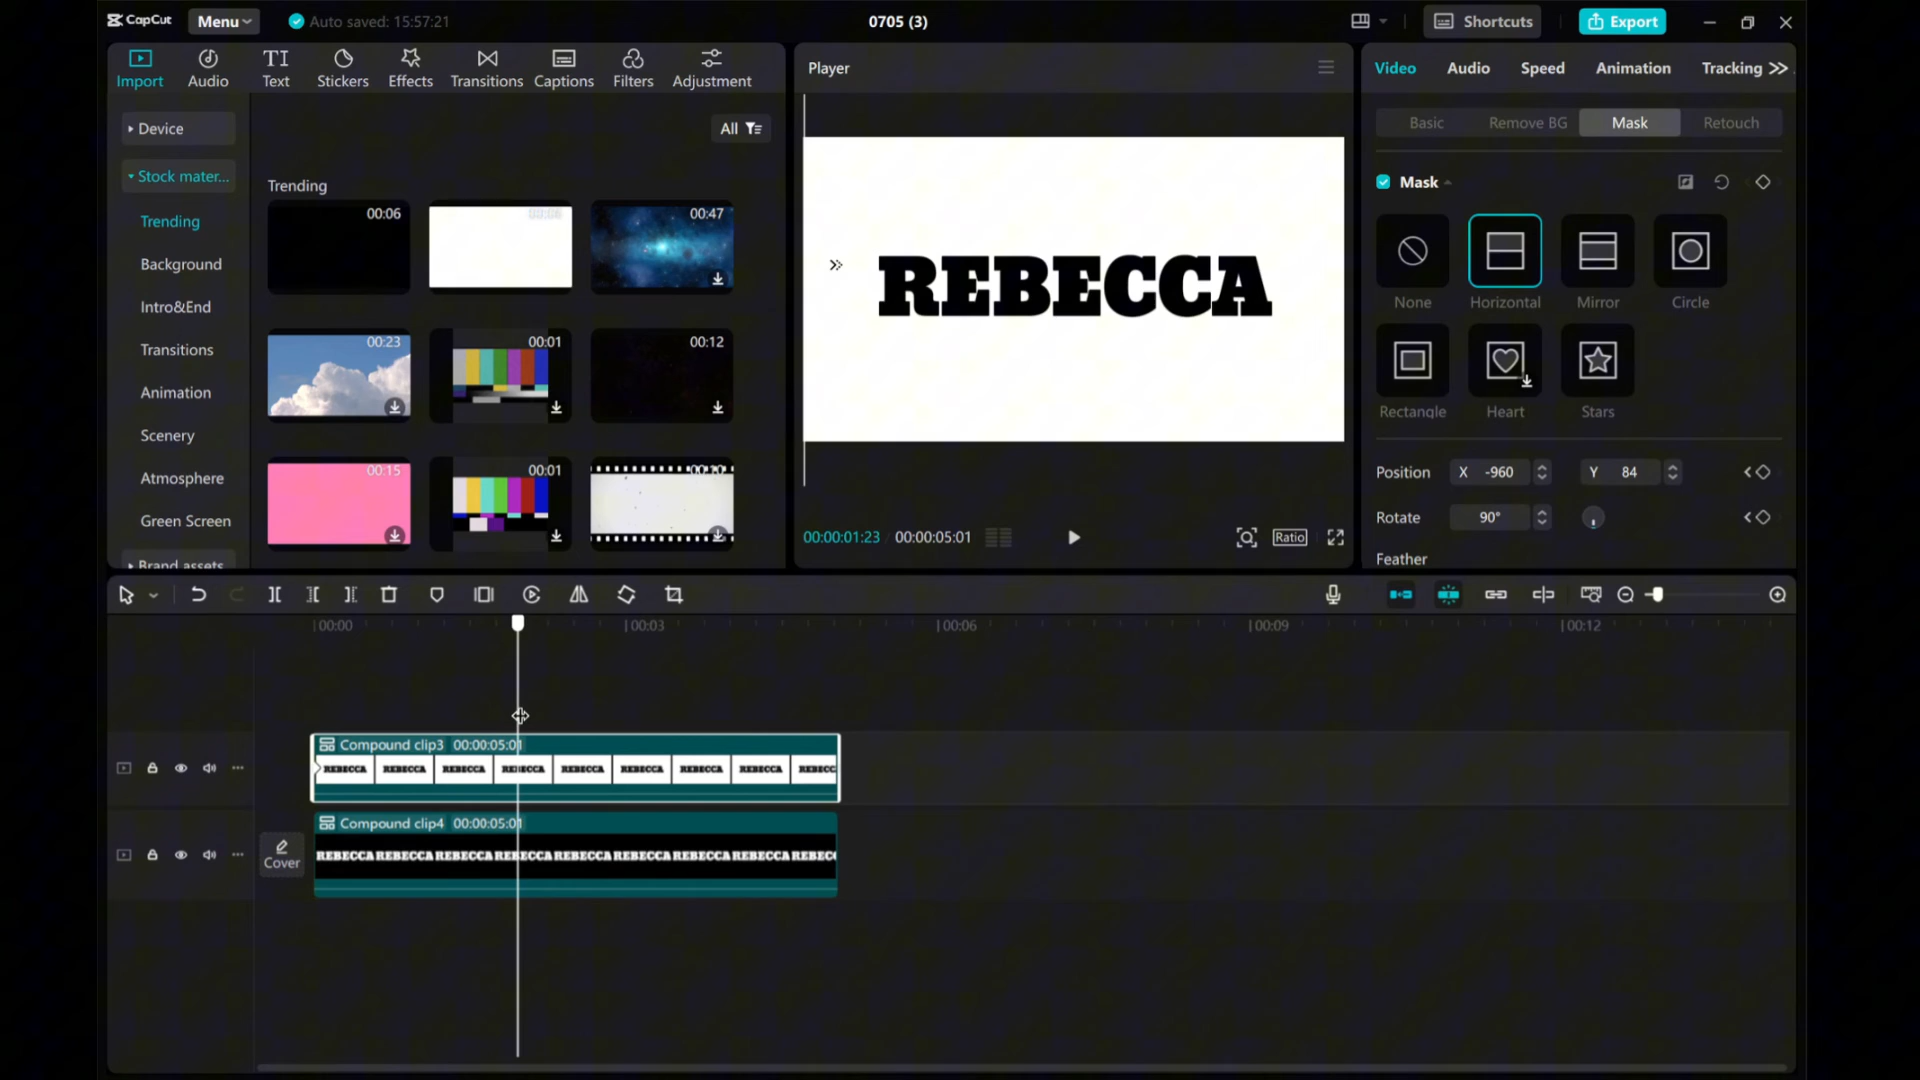 CapCut
Menu
Auto saved: 15:57:21
0705 (3)
Shortcuts
Export
Import
Audio
Text
Stickers
Effects
Transitions
Captions
Filters
Adjustment
Device
All
Stock mater...
Trending
Background
Intro&End
Transitions
Animation
Scenery
Atmosphere
Green Screen
Brand assets
Trending
00:06
00:47
00:23
00:01
00:12
00:15
00:01
00:10
Player
REBECCA
00:00:01:23 / 00:00:05:01
Ratio
Video
Audio
Speed
Animation
Tracking
Basic
Remove BG
Mask
Retouch
Mask
None
Horizontal
Mirror
Circle
Rectangle
Heart
Stars
Position X -960 Y 84
Rotate 90°
Feather
00:00
00:03
00:06
00:09
00:12
Compound clip3 00:00:05:01
REBECCA REBECCA REBECCA REBECCA REBECCA REBECCA REBECCA REBECCA REBECC
Cover
Compound clip4 00:00:05:01
REBECCA REBECCA REBECCA REBECCA REBECCA REBECCA REBECCA REBECCA REBECC